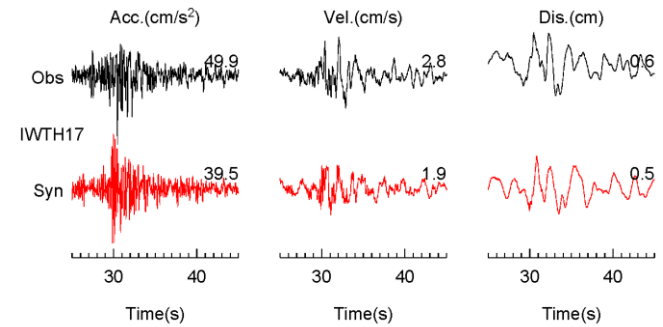 Acc.(cm/s²) Vel.(cm/s) Dis.(cm)
Obs 49.9 2.8 0.6
IWTH17
Syn 39.5 1.9 0.5
30 40 30 40 30 40
Time(s) Time(s) Time(s)